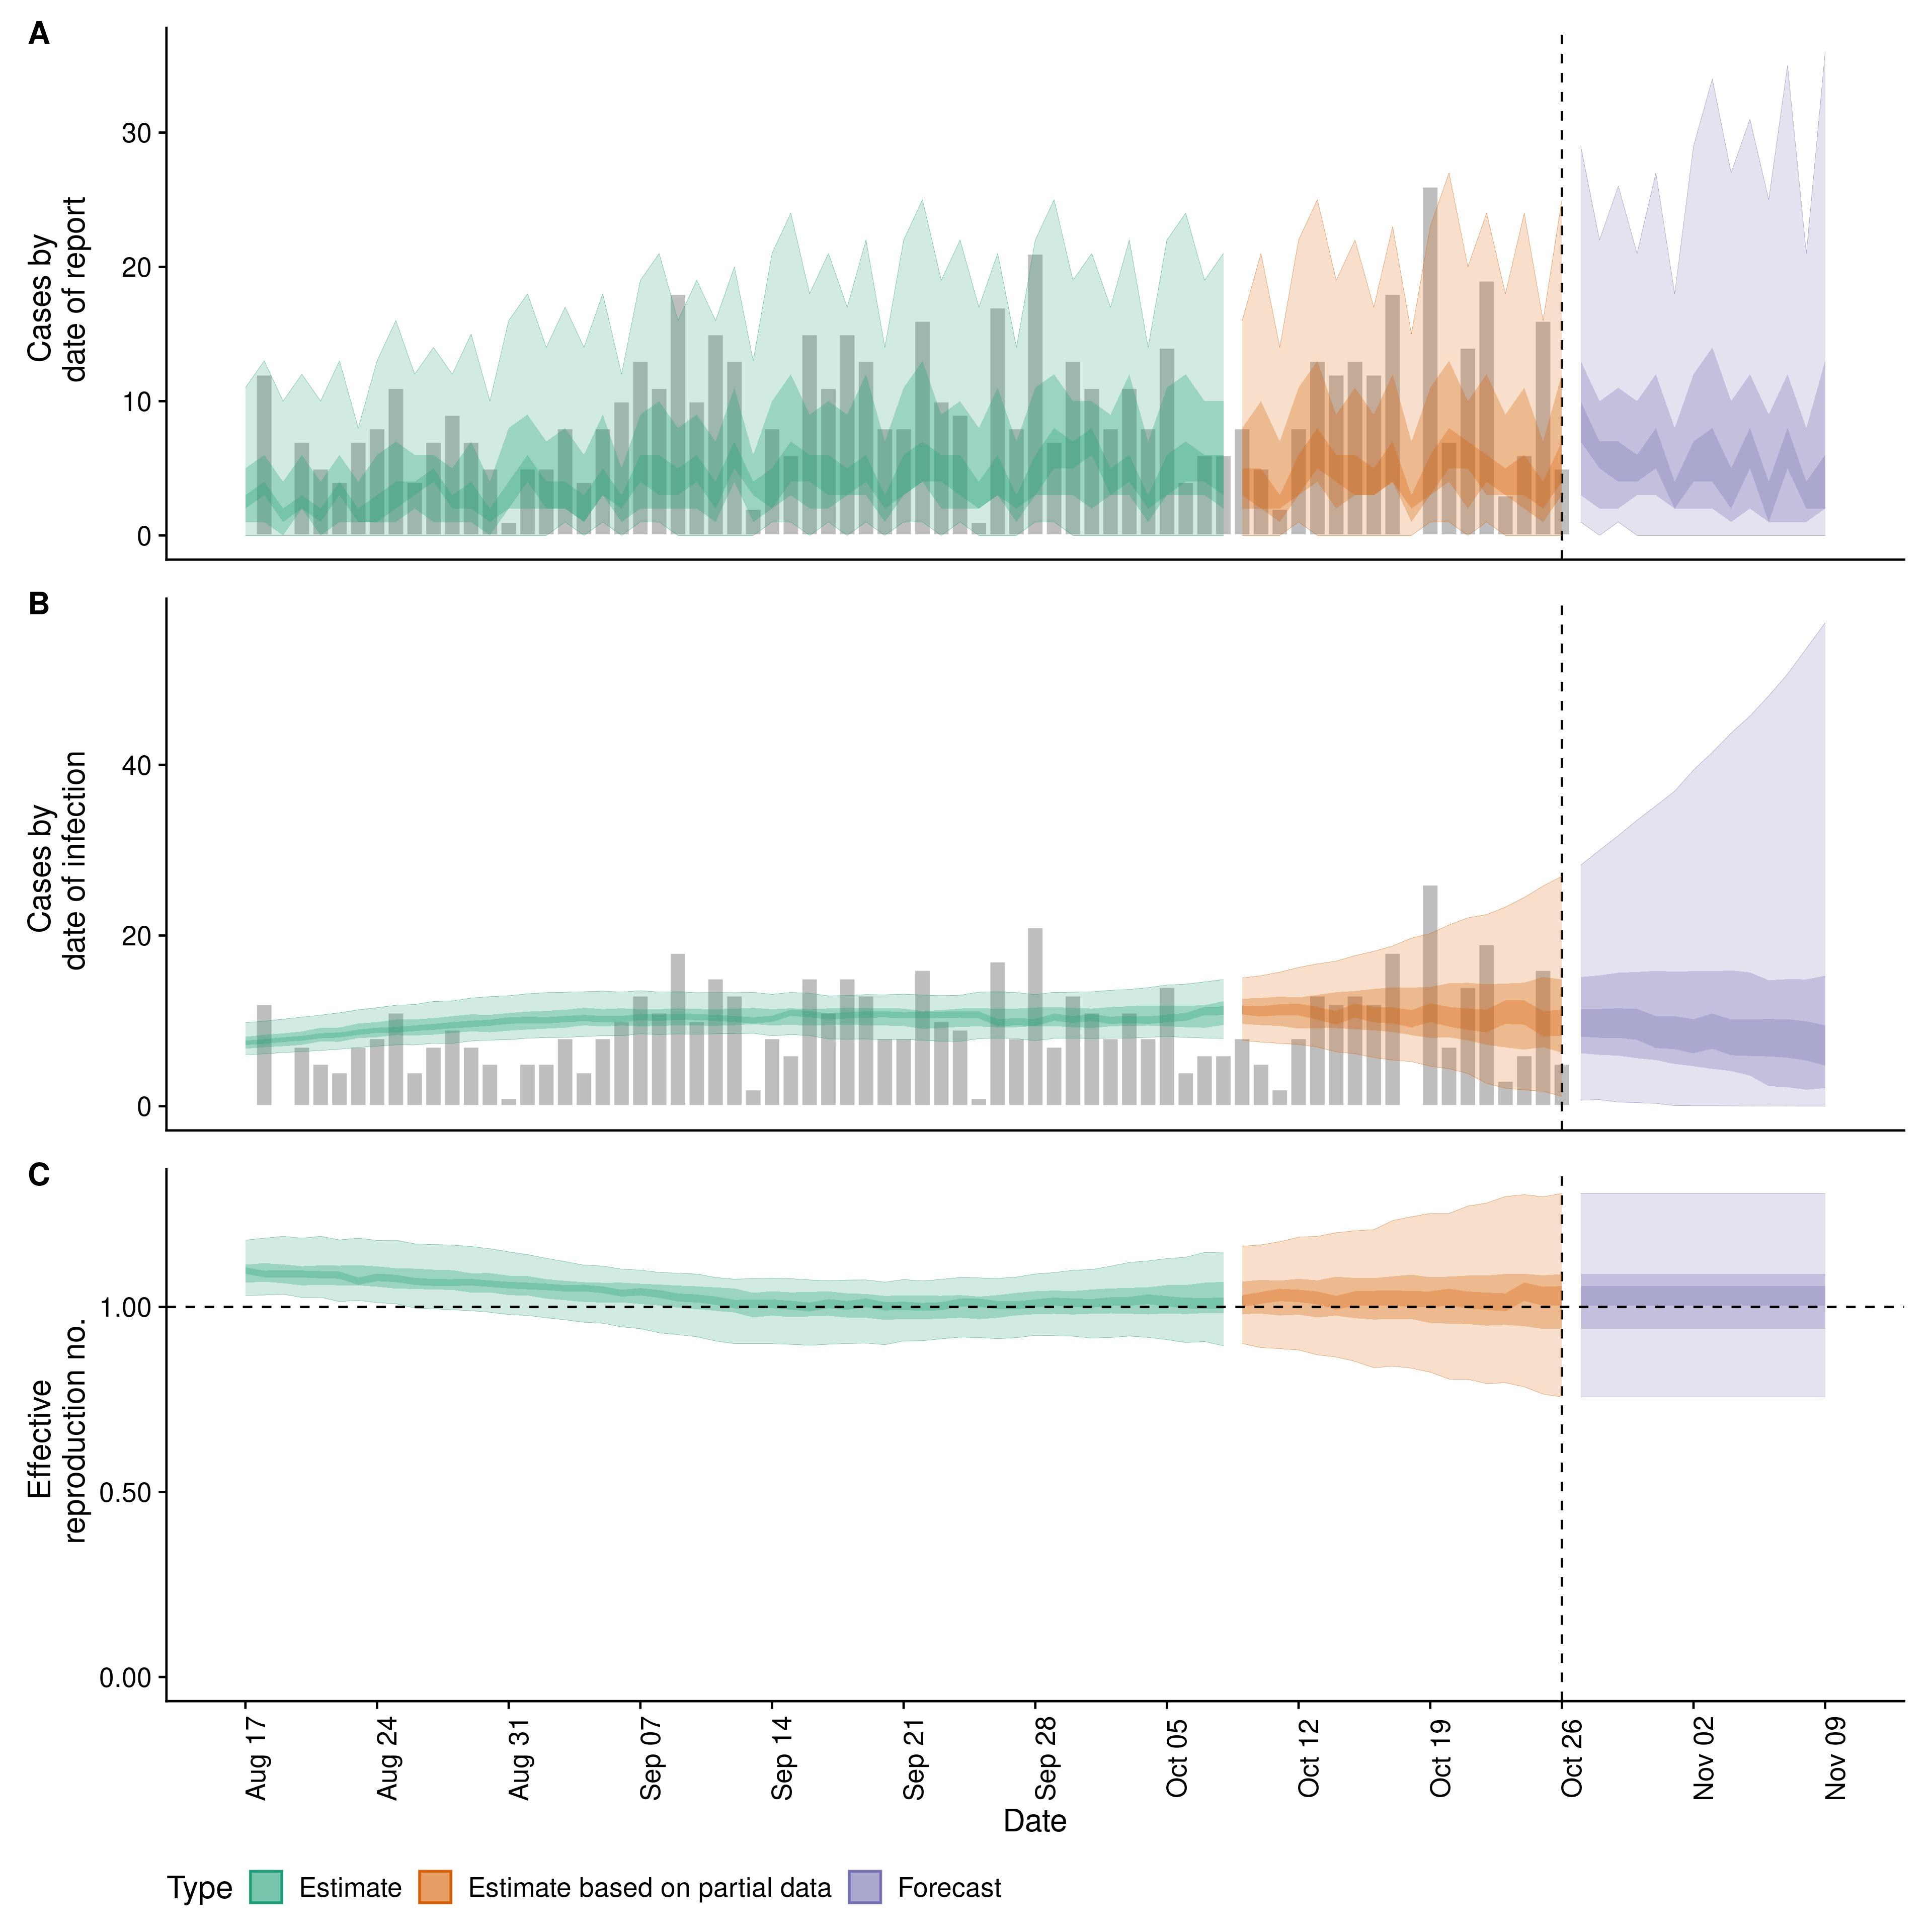 A
Cases by
date of report
30
20
10
0
B
Cases by
date of infection
40
20
0
C
Effective
reproduction no.
1.00
0.50
0.00
Aug 17
Aug 24
Aug 31
Sep 07
Sep 14
Sep 21
Sep 28
Oct 05
Oct 12
Oct 19
Oct 26
Nov 02
Nov 09
Date
Type Estimate Estimate based on partial data Forecast